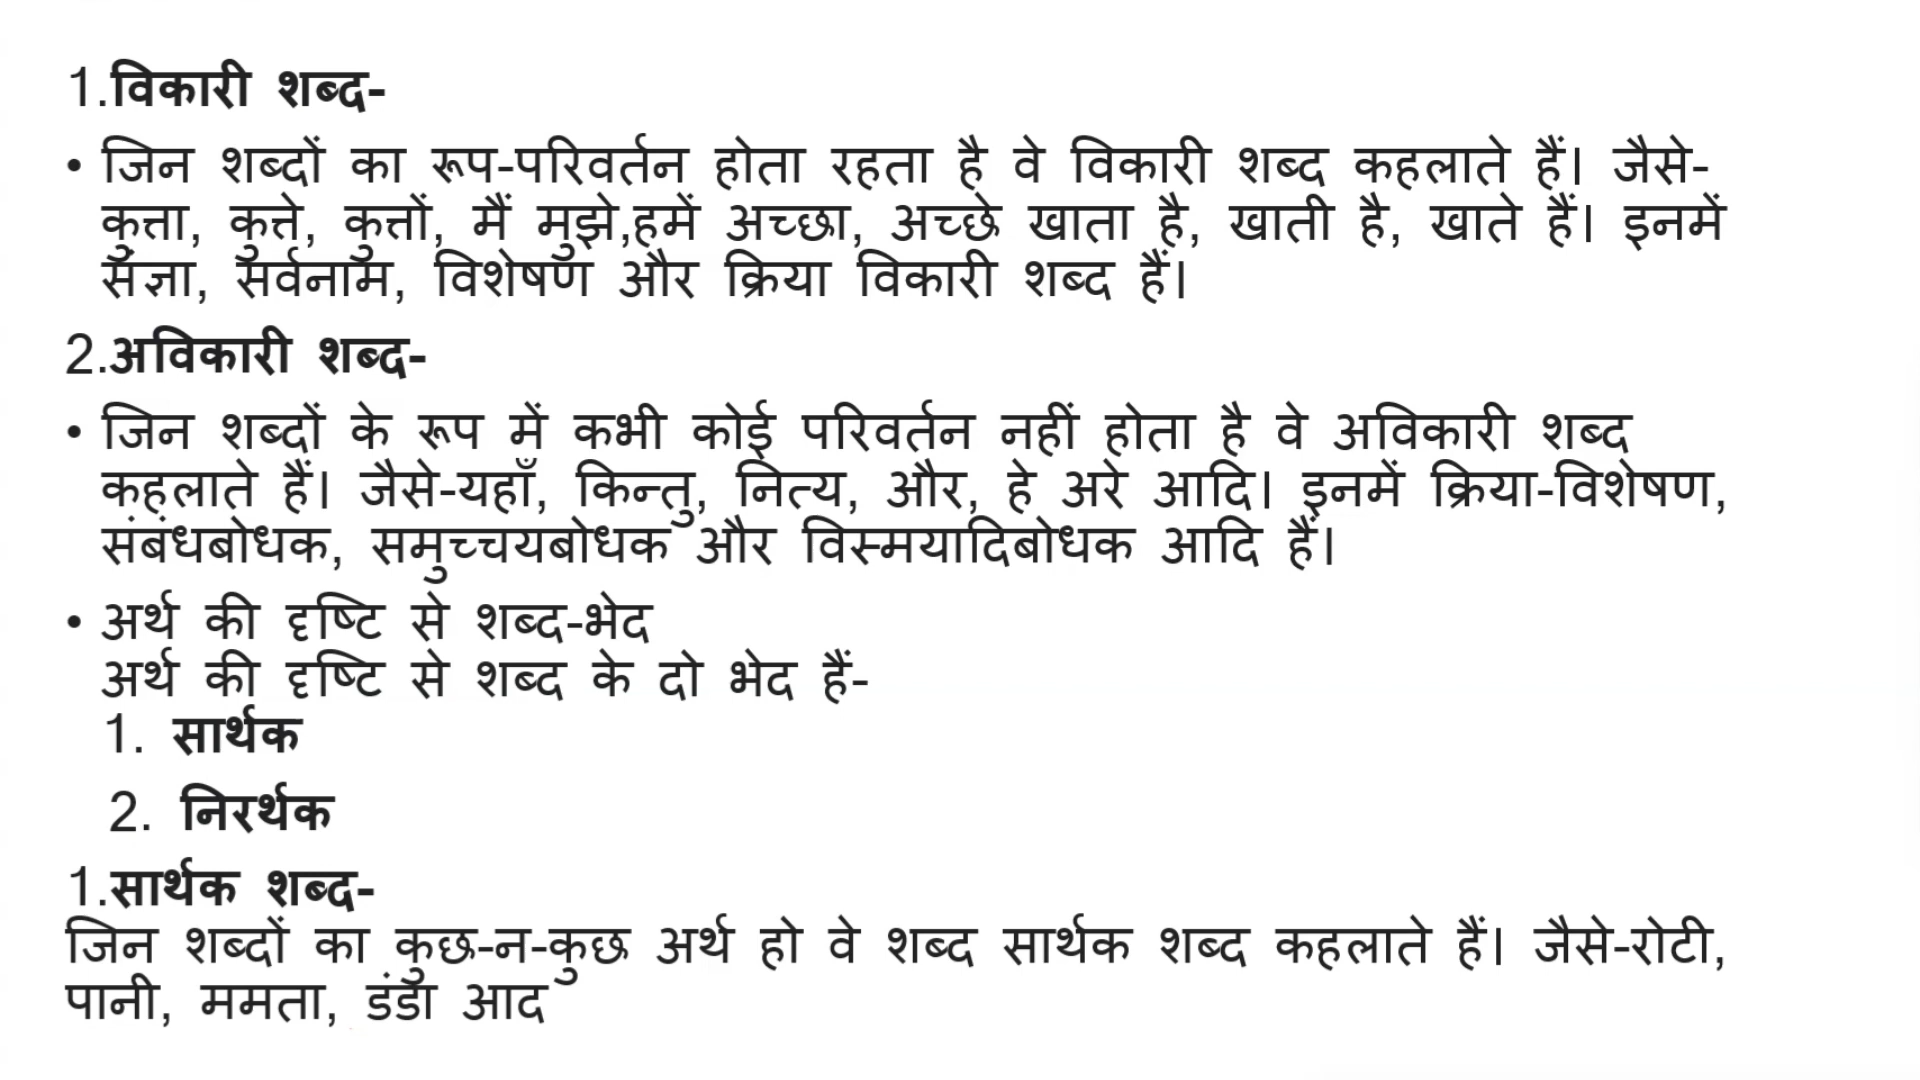 1.विकारी शब्द-
• जिन शब्दों का रूप-परिवर्तन होता रहता है वे विकारी शब्द कहलाते हैं। जैसे-
कुत्ता, कुत्ते, कुत्तों, मैं मुझे,हमें अच्छा, अच्छे खाता है, खाती है, खाते हैं। इनमें
संज्ञा, सर्वनाम, विशेषण और क्रिया विकारी शब्द हैं।
2.अविकारी शब्द-
• जिन शब्दों के रूप में कभी कोई परिवर्तन नहीं होता है वे अविकारी शब्द
कहलाते हैं। जैसे-यहाँ, किन्तु, नित्य, और, हे अरे आदि। इनमें क्रिया-विशेषण,
संबंधबोधक, समुच्चयबोधक और विस्मयादिबोधक आदि हैं।
• अर्थ की दृष्टि से शब्द-भेद
अर्थ की दृष्टि से शब्द के दो भेद हैं-
1. सार्थक
2. निरर्थक
1.सार्थक शब्द-
जिन शब्दों का कुछ-न-कुछ अर्थ हो वे शब्द सार्थक शब्द कहलाते हैं। जैसे-रोटी,
पानी, ममता, डंडा आद